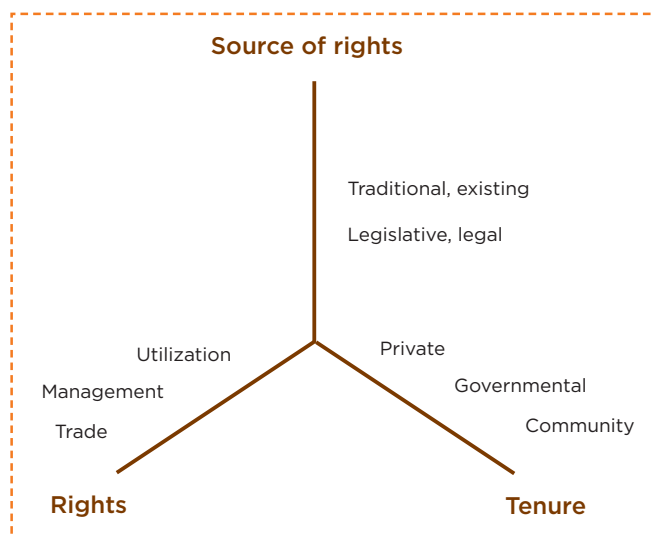 Source of rights
Traditional, existing
Legislative, legal
Utilization
Management
Trade
Rights
Private
Governmental
Community
Tenure